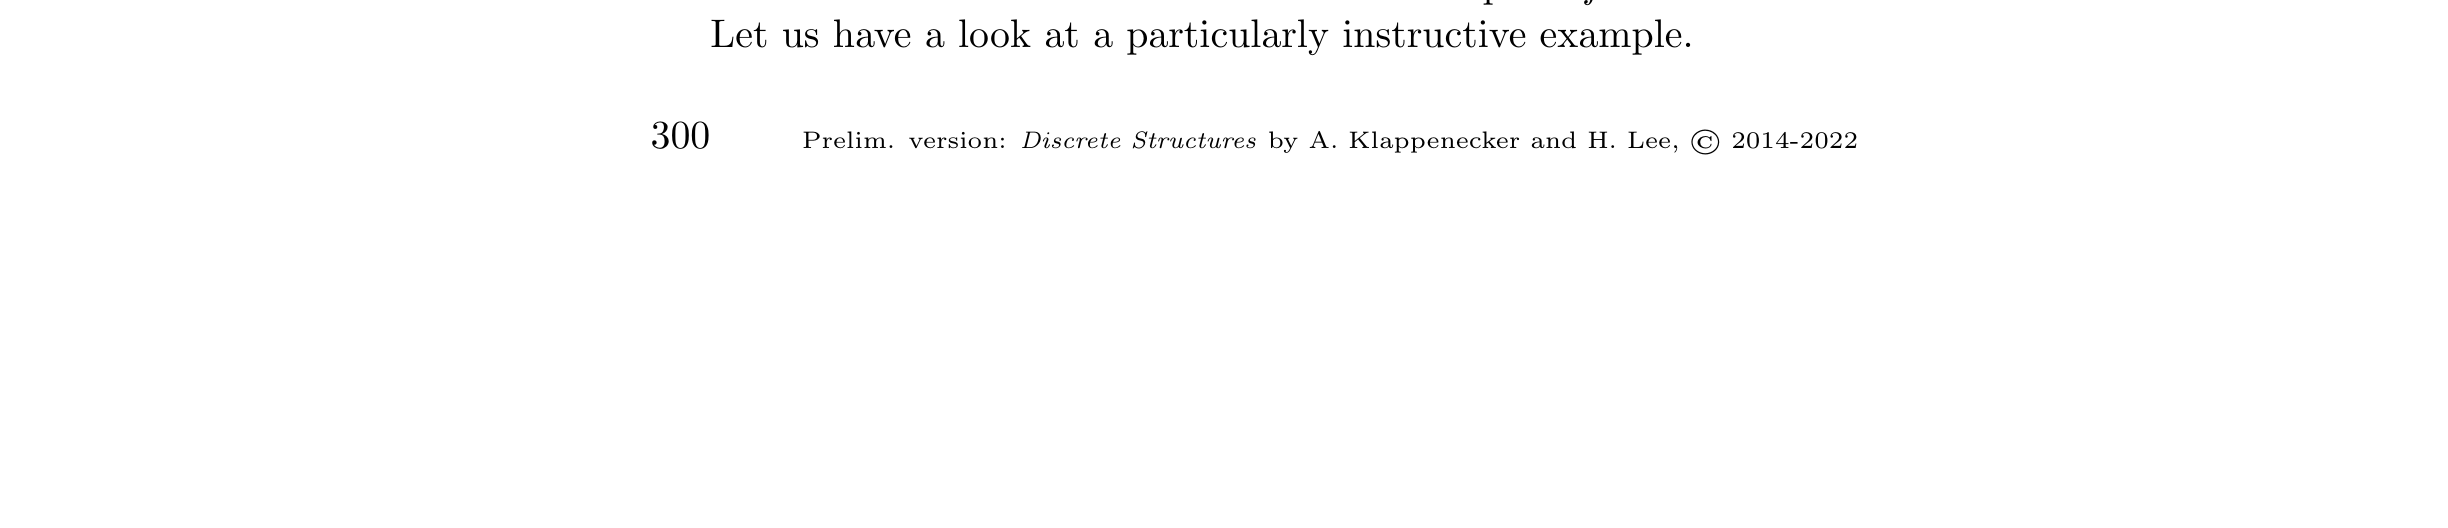 Let us have a look at a particularly instructive example.
300 Prelim. version: Discrete Structures by A. Klappenecker and H. Lee, © 2014-2022